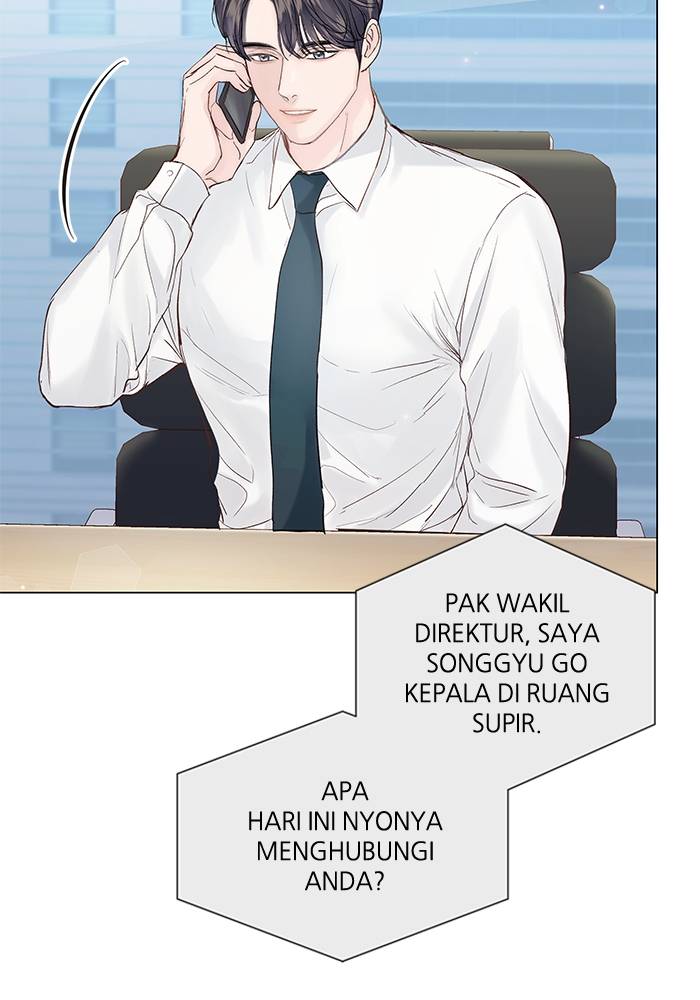 PAK WAKIL
DIREKTUR, SAYA
SONGGYU GO
KEPALA DI RUANG
SUPIR.
APA
HARI INI NYONYA
MENGHUBUNGI
ANDA?